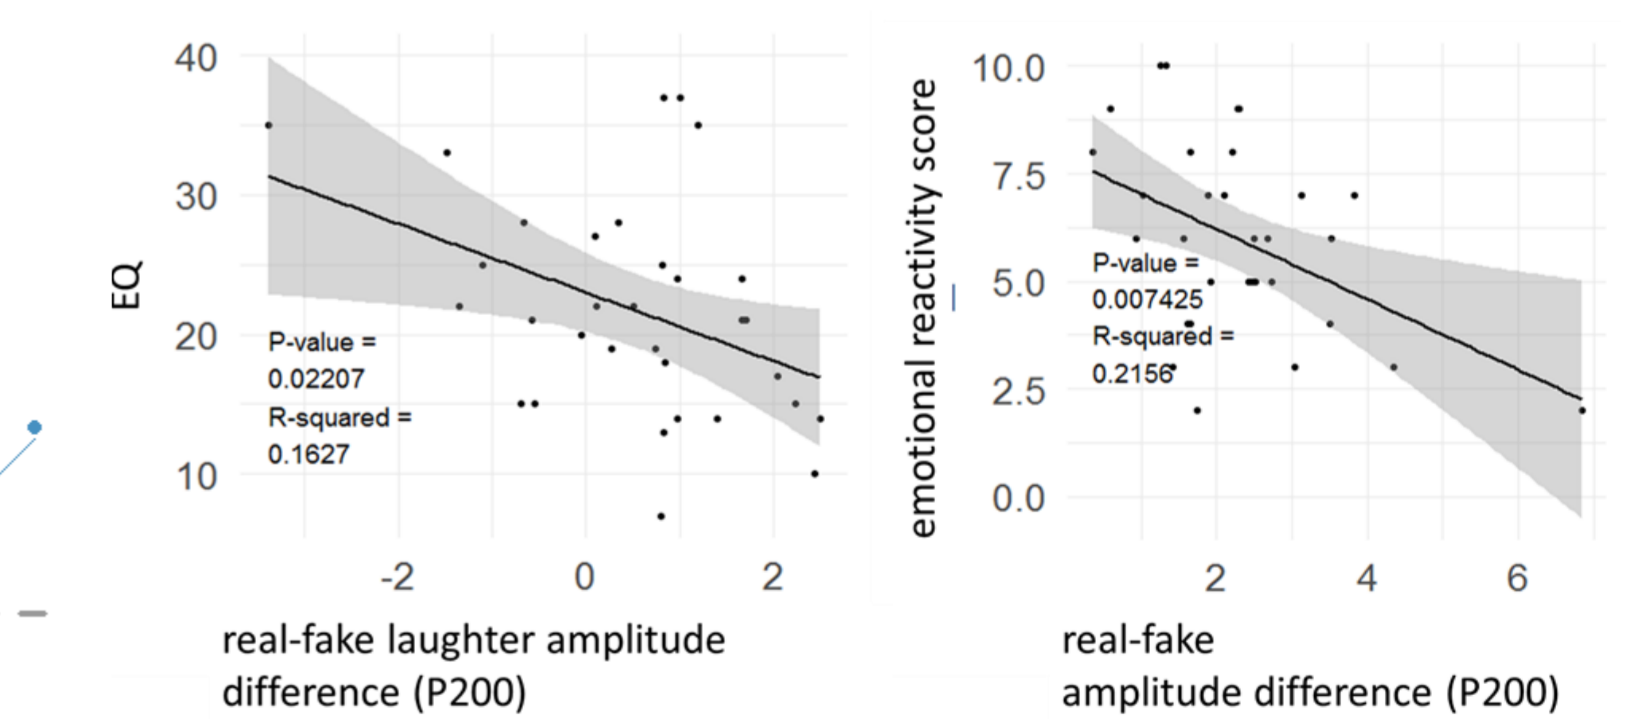 EQ
40
30
20
10
P-value =
0.02207
R-squared =
0.1627
-2 0 2
real-fake laughter amplitude
difference (P200)
emotional reactivity score
10.0
7.5
5.0
2.5
0.0
P-value =
0.007425
R-squared =
0.2156
2 4 6
real-fake
amplitude difference (P200)